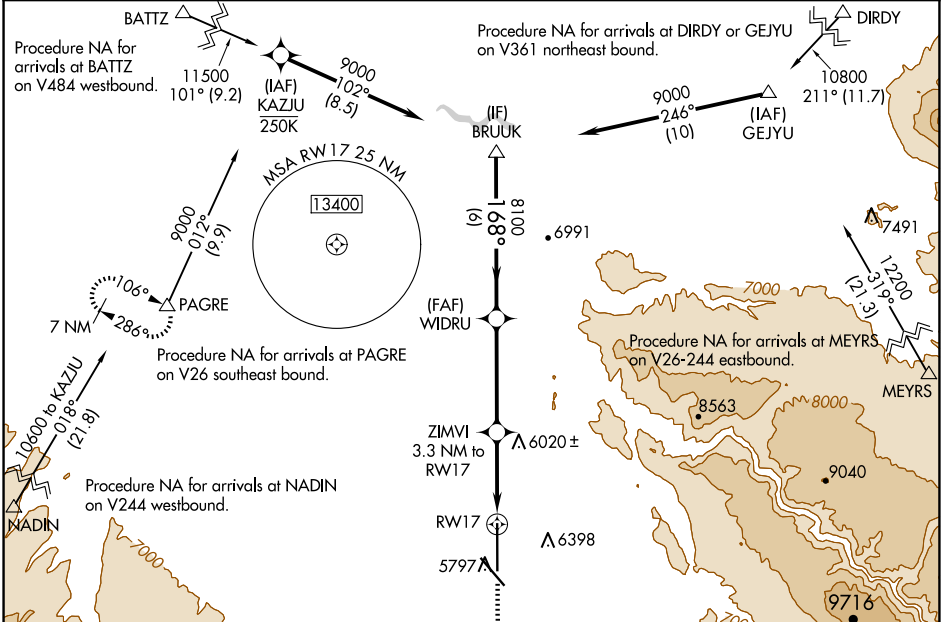 BATTZ
DIRDY
Procedure NA for
arrivals at BATTZ
on V484 westbound.
11500
101° (9.2)
(IAF)
KAZJU
250K
9000
102°
(8.5)
Procedure NA for arrivals at DIRDY or GEJYU
on V361 northeast bound.
10800
211° (11.7)
9000
246°
(10)
(IAF)
GEJYU
(IF)
BRUUK
MSA RW17 25 NM
13400
8100
168°
(6)
6991
7491
9000
012°
(9.9)
106°
286°
7 NM
PAGRE
(FAF)
WIDRU
7000
12200
319°
(21.3)
Procedure NA for arrivals at PAGRE
on V26 southeast bound.
Procedure NA for arrivals at MEYRS
on V26-244 eastbound.
MEYRS
10600 to KAZJU
018°
(21.8)
8563
8000
ZIMVI
3.3 NM to
RW17
6020 ±
9040
Procedure NA for arrivals at NADIN
on V244 westbound.
NADIN
RW17
6398
5797
7000
7000
9716